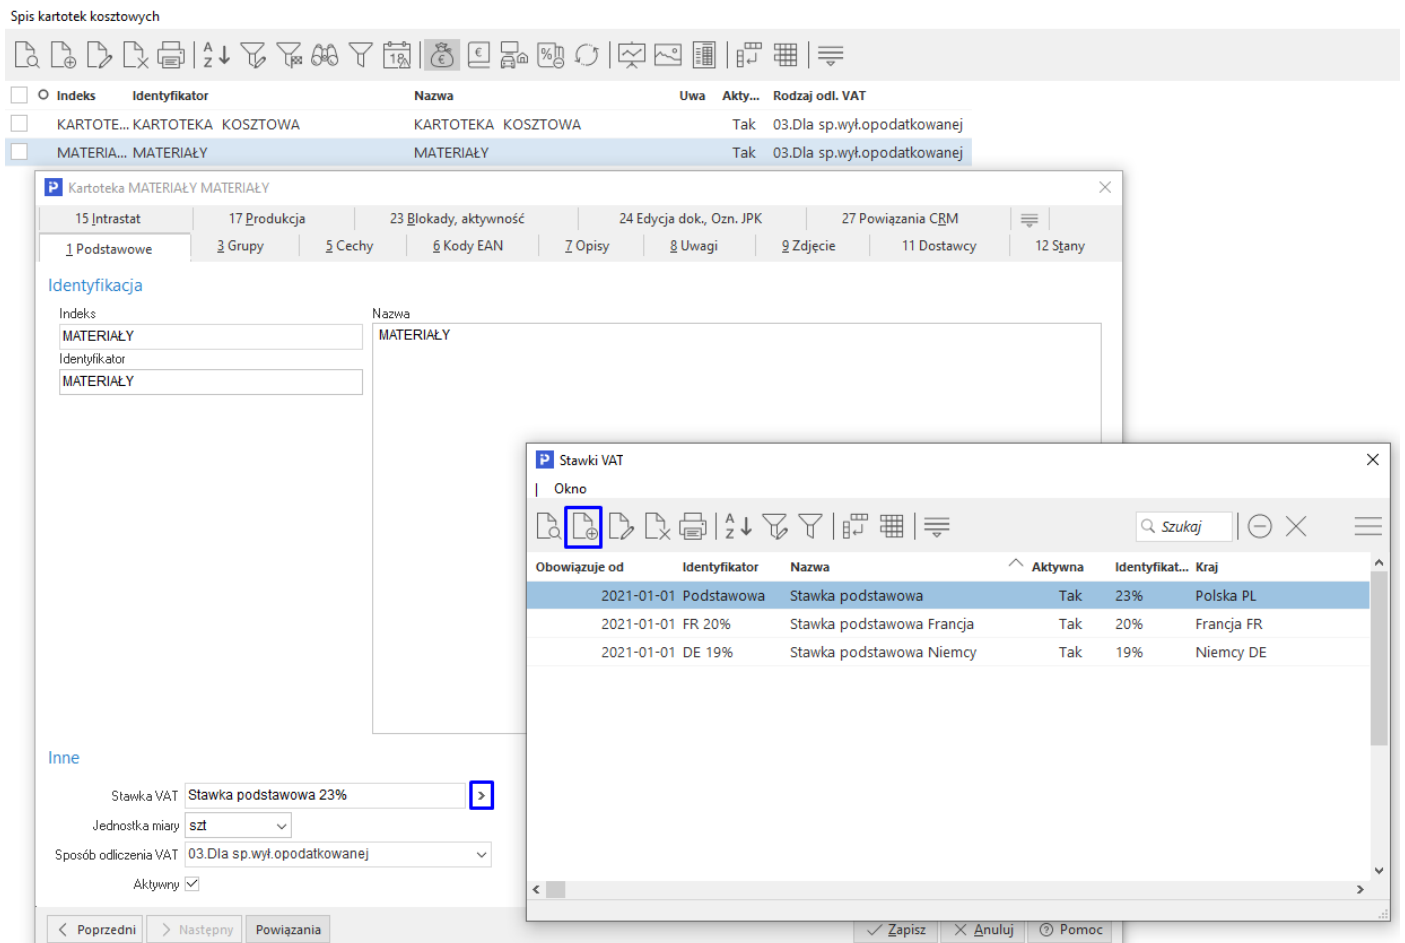 Spis kartotek kosztowych
A Z 18 € € %
Indeks Identyfikator Nazwa Uwa Akty... Rodzaj odl. VAT
KARTOTE... KARTOTEKA KOSZTOWA KARTOTEKA KOSZTOWA Tak 03.Dla sp.wył.opodatkowanej
MATERIA... MATERIAŁY MATERIAŁY Tak 03.Dla sp.wył.opodatkowanej
Kartoteka MATERIAŁY MATERIAŁY
15 Intrastat 17 Produkcja 23 Blokady, aktywność 24 Edycja dok., Ozn. JPK 27 Powiązania CRM
1 Podstawowe 3 Grupy 5 Cechy 6 Kody EAN 7 Opisy 8 Uwagi 9 Zdjęcie 11 Dostawcy 12 Stany
Identyfikacja
Indeks Nazwa
MATERIAŁY MATERIAŁY
Identyfikator
MATERIAŁY
Stawki VAT
Okno
A Z Szukaj
Obowiązuje od Identyfikator Nazwa Aktywna Identyfikat... Kraj
2021-01-01 Podstawowa Stawka podstawowa Tak 23% Polska PL
2021-01-01 FR 20% Stawka podstawowa Francja Tak 20% Francja FR
2021-01-01 DE 19% Stawka podstawowa Niemcy Tak 19% Niemcy DE
Inne
Stawka VAT Stawka podstawowa 23%
Jednostka miary szt
Sposób odliczenia VAT 03.Dla sp.wył.opodatkowanej
Aktywny
Poprzedni Następny Powiązania Zapisz Anuluj Pomoc